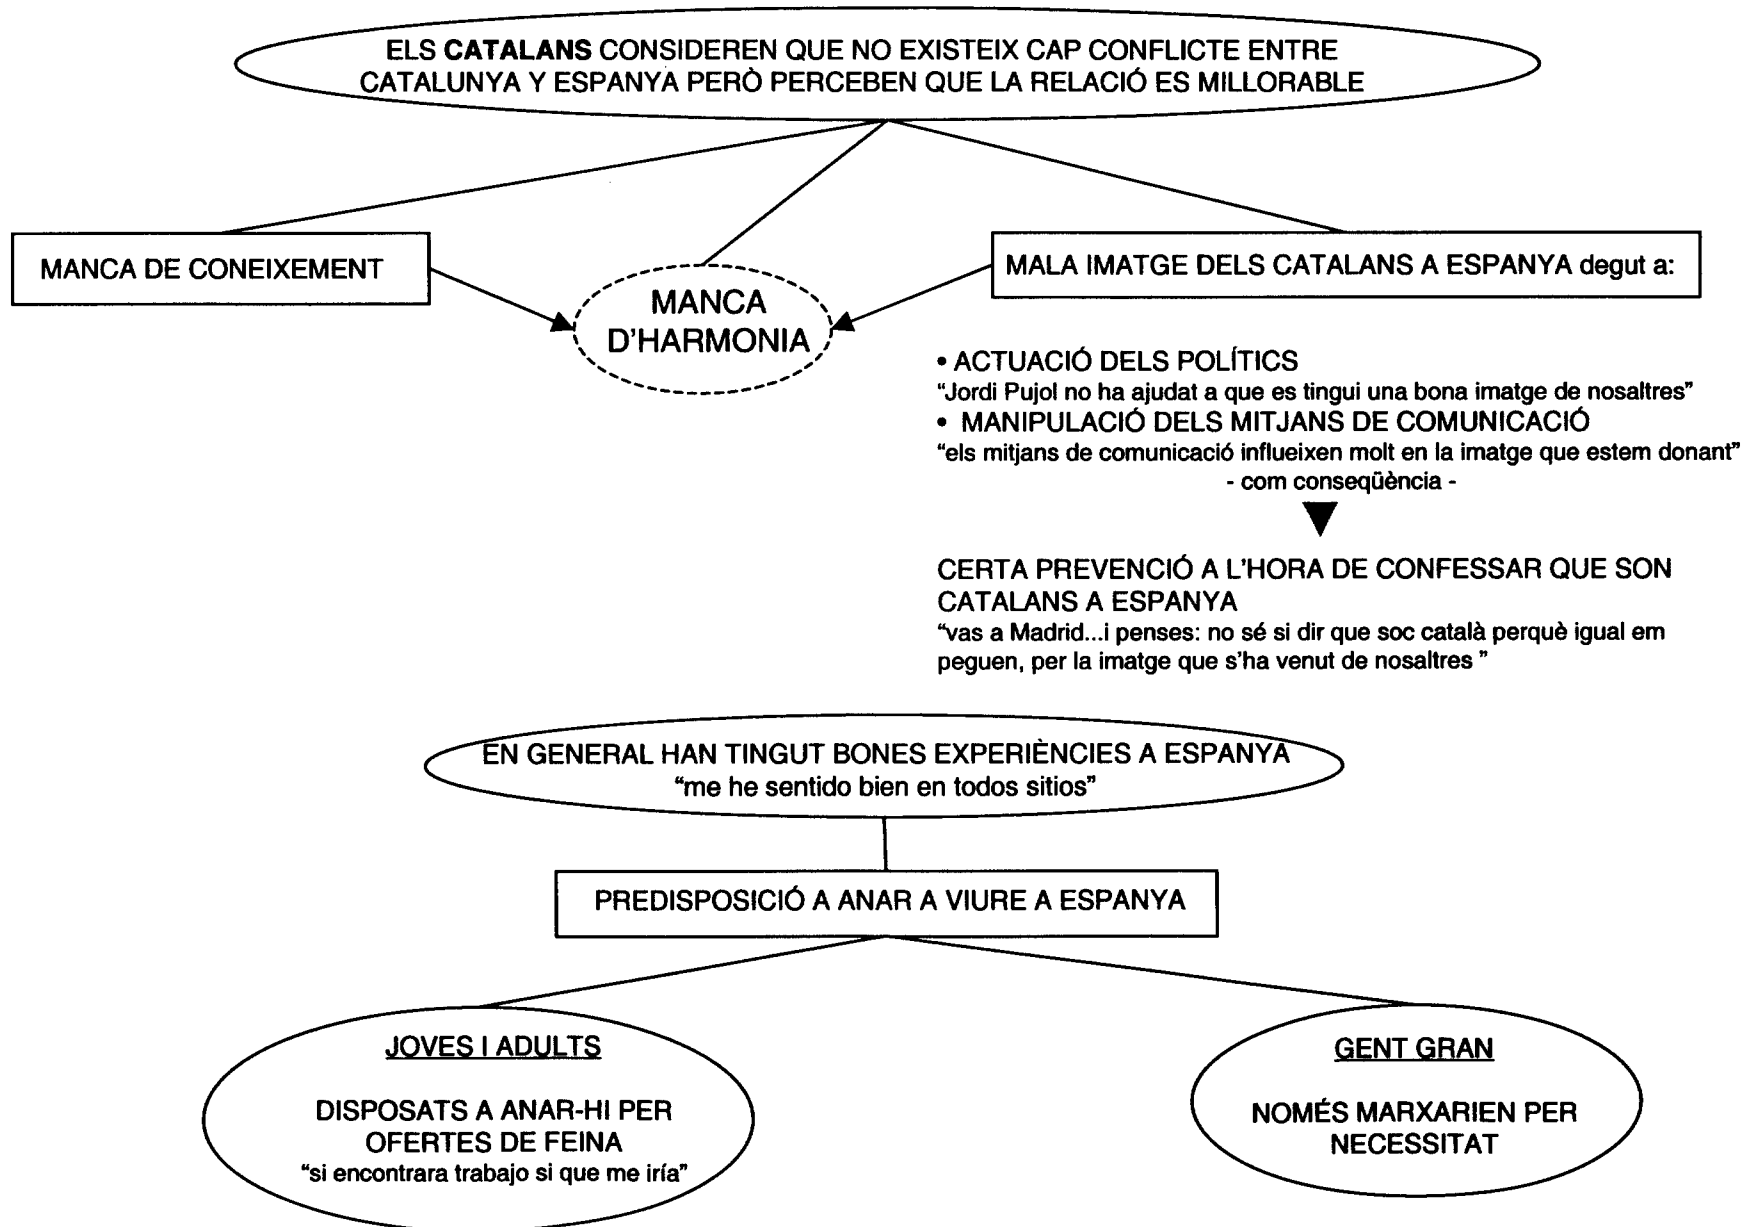 ELS CATALANS CONSIDEREN QUE NO EXISTEIX CAP CONFLICTE ENTRE
CATALUNYA Y ESPANYA PERÒ PERCEBEN QUE LA RELACIÓ ES MILLORABLE
MANCA DE CONEIXEMENT
MANCA
D'HARMONIA
MALA IMATGE DELS CATALANS A ESPANYA degut a:
• ACTUACIÓ DELS POLÍTICS
“Jordi Pujol no ha ajudat a que es tingui una bona imatge de nosaltres”
• MANIPULACIÓ DELS MITJANS DE COMUNICACIÓ
“els mitjans de comunicació influeixen molt en la imatge que estem donant”
- com conseqüència -
CERTA PREVENCIÓ A L'HORA DE CONFESSAR QUE SON
CATALANS A ESPANYA
“vas a Madrid...i penses: no sé si dir que soc català perquè igual em
peguen, per la imatge que s'ha venut de nosaltres ”
EN GENERAL HAN TINGUT BONES EXPERIÈNCIES A ESPANYA
“me he sentido bien en todos sitios”
PREDISPOSICIÓ A ANAR A VIURE A ESPANYA
JOVES I ADULTS
DISPOSATS A ANAR-HI PER
OFERTES DE FEINA
“si encontrara trabajo si que me iría”
GENT GRAN
NOMÉS MARXARIEN PER
NECESSITAT